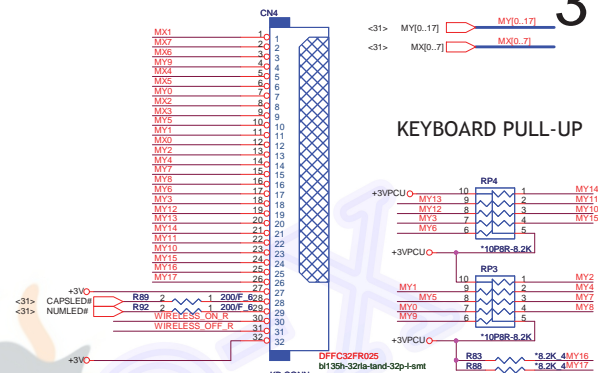 CN4
3
<31> MY[0..17] MY[0..17]
<31> MX[0..7] MX[0..7]
MX1 1 1
MX7 2 2
MX6 3 3
MY9 4 4
MX4 5 5
MX5 6 6
MY0 7 7
MX2 8 8
MX3 9 9
MY5 10 10
MY1 11 11
MX0 12 12
MY2 13 13
MY4 14 14
MY7 15 15
MY8 16 16
MY6 17 17
MY3 18 18
MY12 19 19
MY13 20 20
MY14 21 21
MY11 22 22
MY10 23 23
MY15 24 24
MY16 25 25
MY17 26 26
27 27
+3V
28 28
<31> CAPSLED# R89 2 1 200/F_6
29 29
<31> NUMLED# R92 2 1 200/F_6
WIRELESS_ON_R 30 30
WIRELESS_OFF_R 31 31
32 32
+3V
DFFC32FR025
bl135h-32rla-tand-32p-l-smt
KEYBOARD PULL-UP
RP4
+3VPCU 10 1 MY14
MY13 9 2 MY11
MY12 8 3 MY10
MY3 7 4 MY15
MY6 6 5
+3VPCU *10P8R-8.2K
RP3
10 1 MY2
MY1 9 2 MY4
MY5 8 3 MY7
MY0 7 4 MY8
MY9 6 5
+3VPCU *10P8R-8.2K
R83 *8.2K_4 MY16
R88 *8.2K_4 MY17